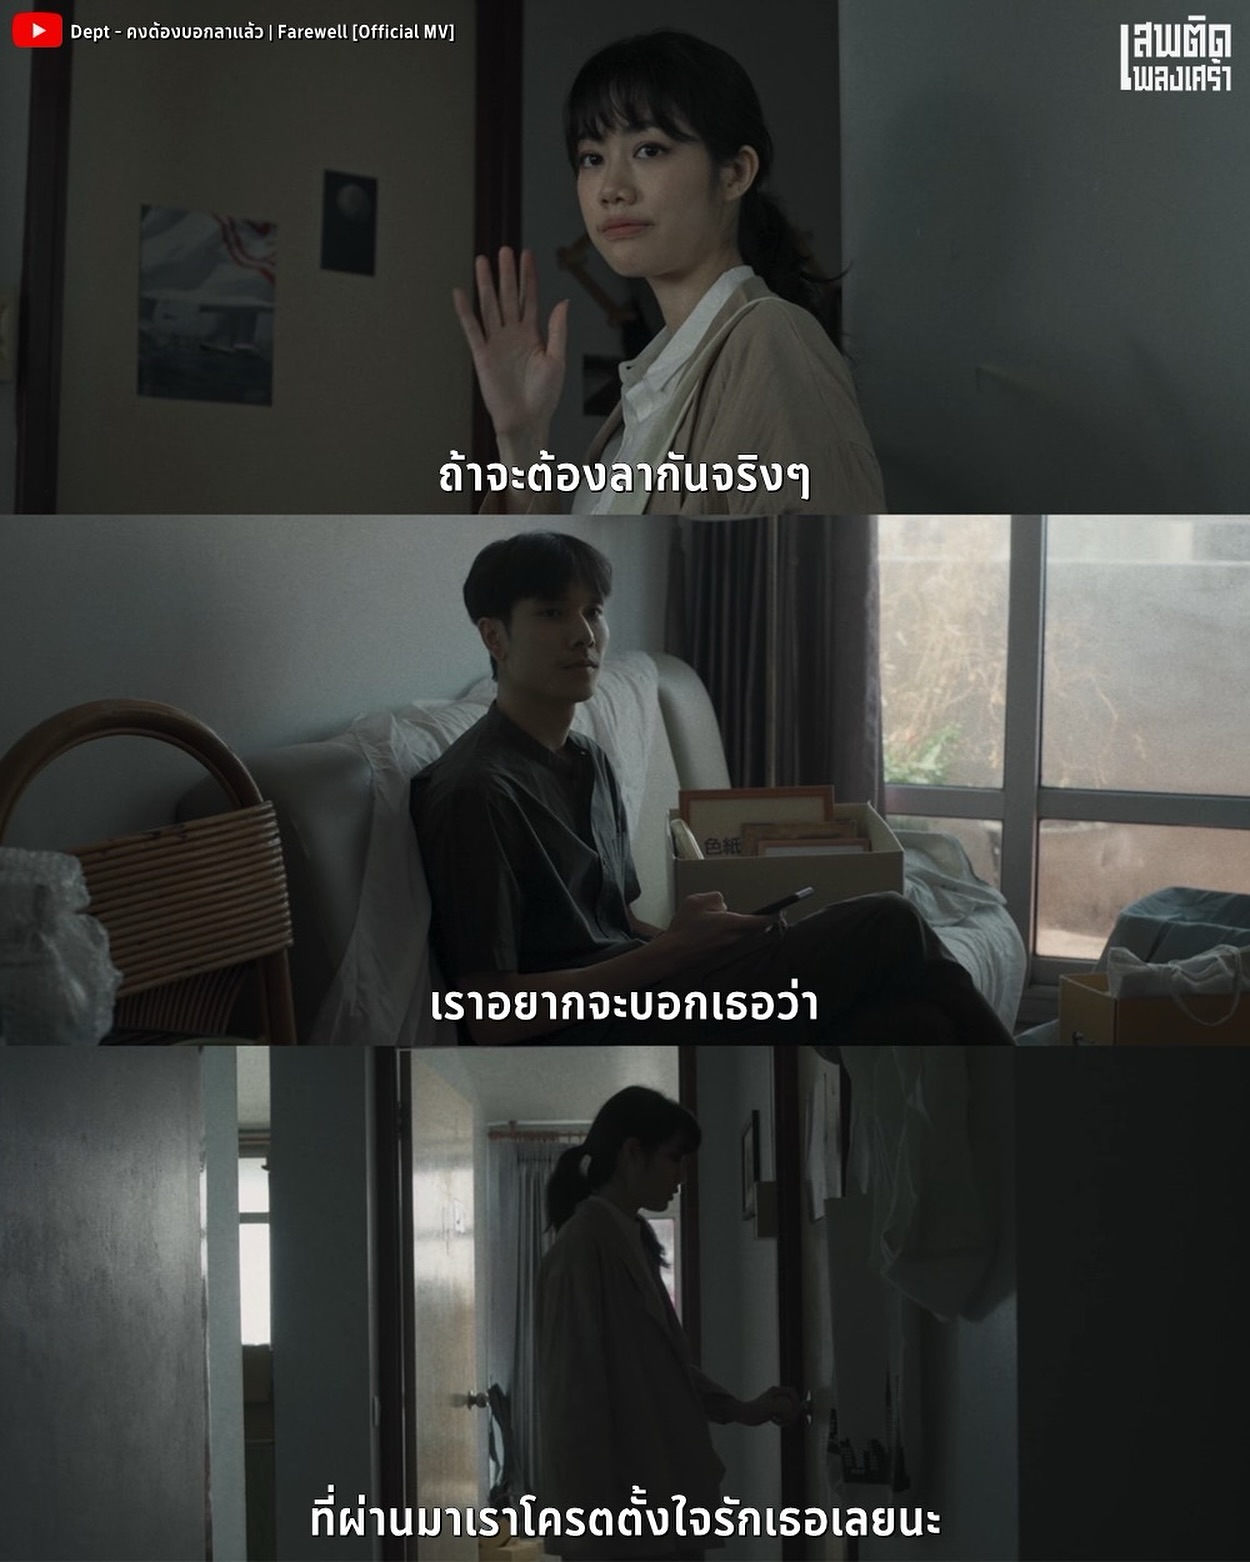 Dept - คงต้องบอกลาแล้ว | Farewell [Official MV]
เสพติด
เพลงเศร้า
ถ้าจะต้องลากันจริงๆ
色紙
เราอยากจะบอกเธอว่า
ที่ผ่านมาเราโครตตั้งใจรักเธอเลยนะ